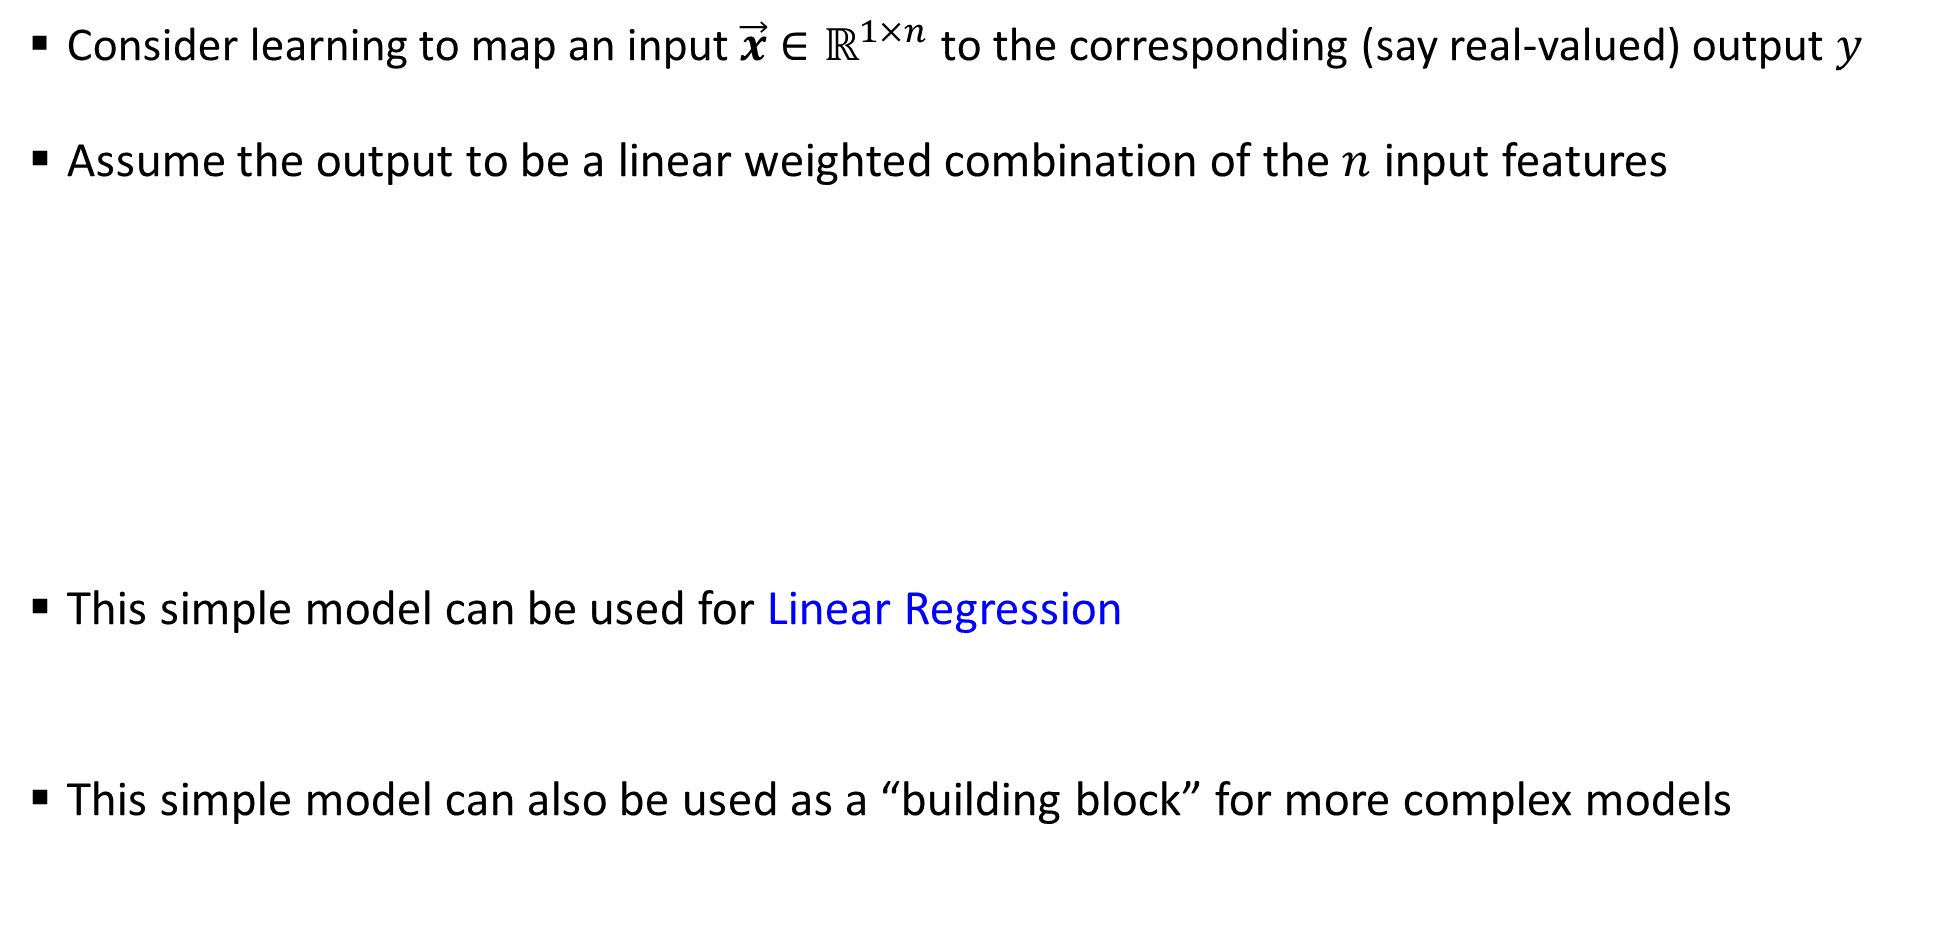 ▪ Consider learning to map an input 𝒙⃗ ∈ ℝ^{1×n} to the corresponding (say real-valued) output y
▪ Assume the output to be a linear weighted combination of the n input features
▪ This simple model can be used for Linear Regression
▪ This simple model can also be used as a “building block” for more complex models